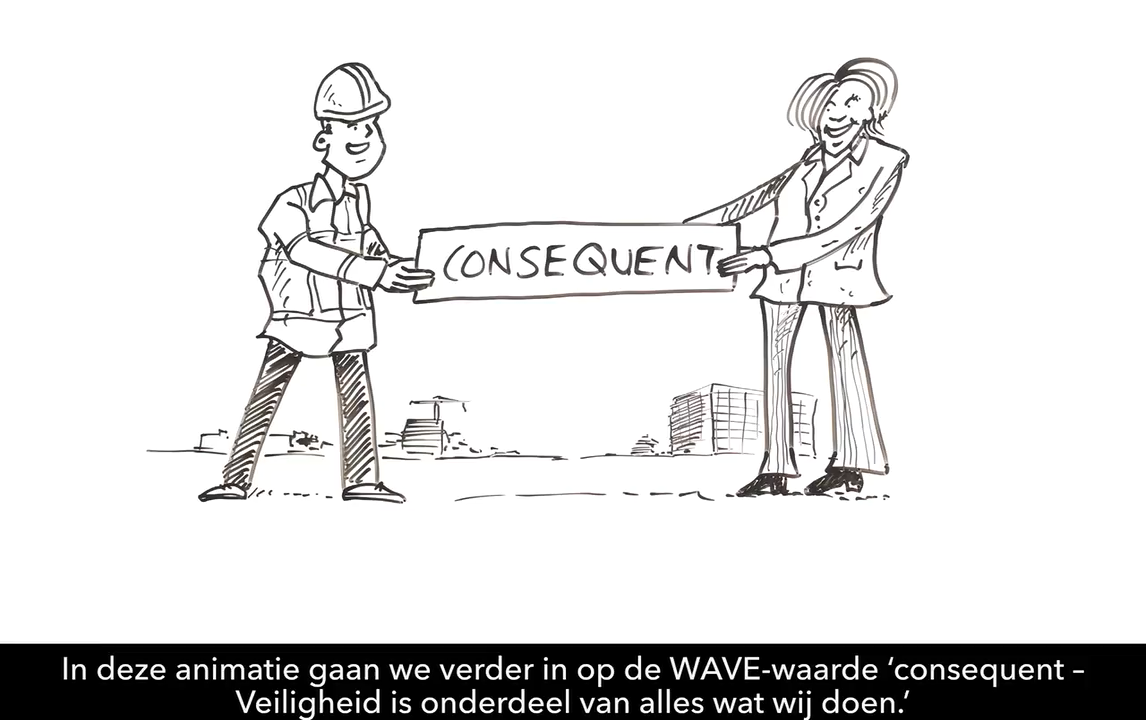 CONSEQUENT
In deze animatie gaan we verder in op de WAVE-waarde ‘consequent –
Veiligheid is onderdeel van alles wat wij doen.’